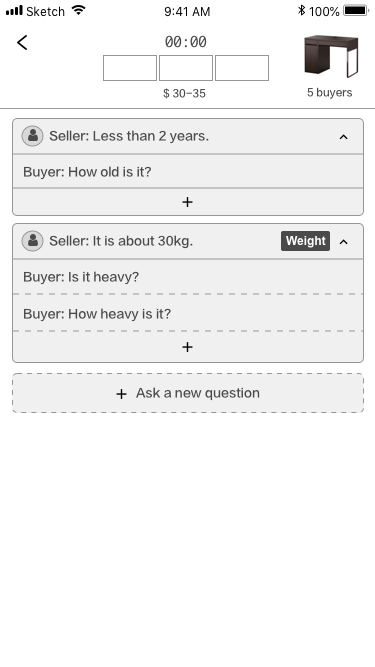 Sketch 9:41 AM 100%
00:00
$ 30-35
5 buyers
Seller: Less than 2 years.
Buyer: How old is it?
+
Seller: It is about 30kg. Weight
Buyer: Is it heavy?
Buyer: How heavy is it?
+
+ Ask a new question